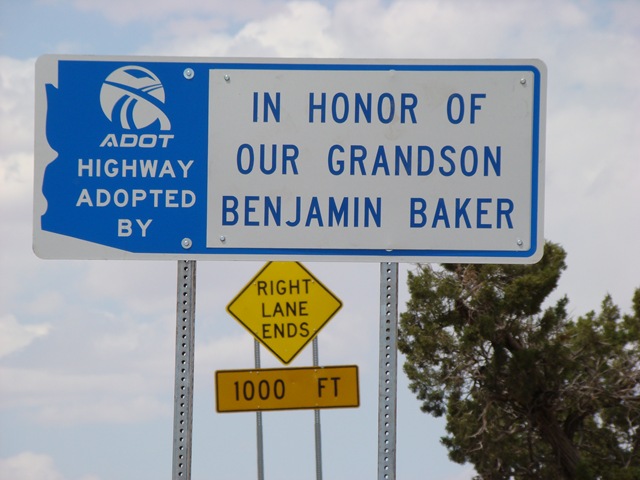 ADOT
HIGHWAY
ADOPTED
BY
IN HONOR OF
OUR GRANDSON
BENJAMIN BAKER
RIGHT
LANE
ENDS
1000 FT